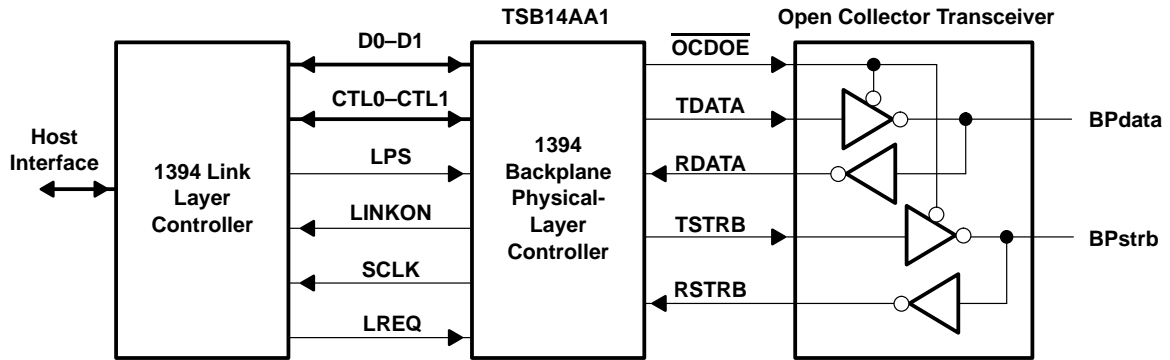 TSB14AA1
Open Collector Transceiver
D0–D1
OCDOE
CTL0–CTL1
TDATA
BPdata
Host
Interface
1394 Link
Layer
Controller
LPS
1394
Backplane
Physical-
Layer
Controller
RDATA
LINKON
TSTRB
BPstrb
SCLK
RSTRB
LREQ